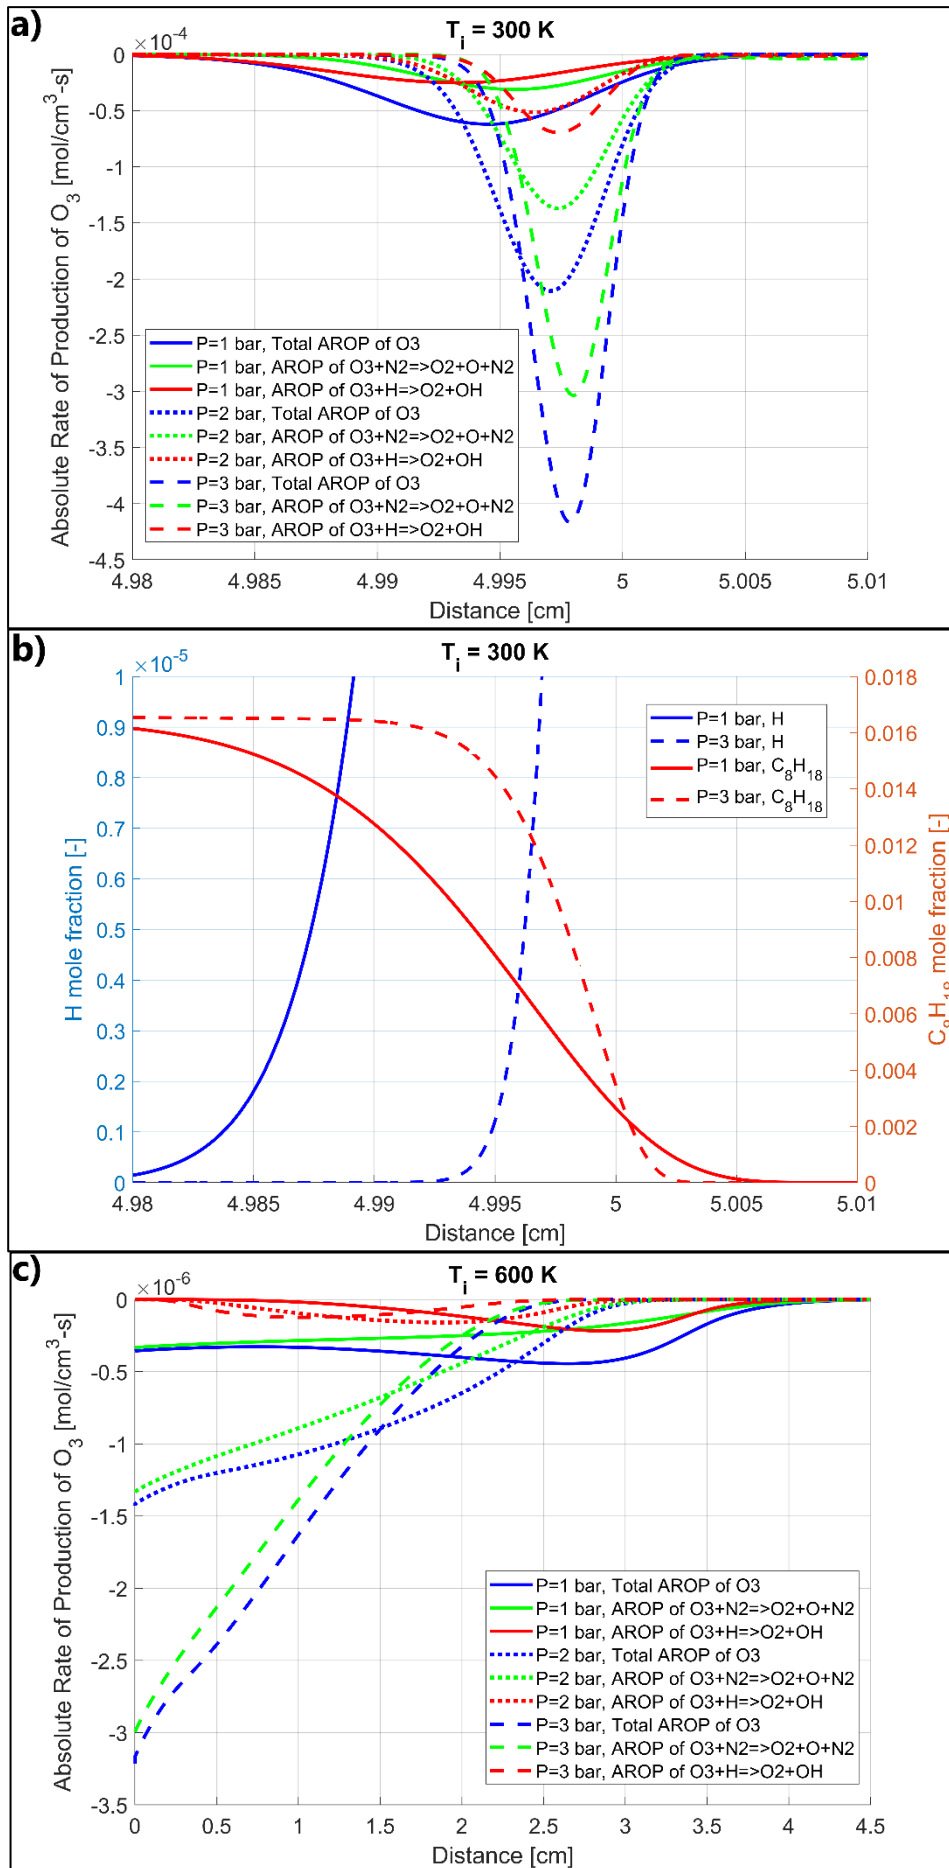 a)
T_i = 300 K
×10^-4
0
-0.5
-1
-1.5
-2
-2.5
-3
-3.5
-4
-4.5
Absolute Rate of Production of O_3 [mol/cm^3-s]
P=1 bar, Total AROP of O3
P=1 bar, AROP of O3+N2=>O2+O+N2
P=1 bar, AROP of O3+H=>O2+OH
P=2 bar, Total AROP of O3
P=2 bar, AROP of O3+N2=>O2+O+N2
P=2 bar, AROP of O3+H=>O2+OH
P=3 bar, Total AROP of O3
P=3 bar, AROP of O3+N2=>O2+O+N2
P=3 bar, AROP of O3+H=>O2+OH
4.98 4.985 4.99 4.995 5 5.005 5.01
Distance [cm]
b)
T_i = 300 K
×10^-5
1
0.9
0.8
0.7
0.6
0.5
0.4
0.3
0.2
0.1
0
H mole fraction [-]
P=1 bar, H
P=3 bar, H
P=1 bar, C_8H_18
P=3 bar, C_8H_18
0.018
0.016
0.014
0.012
0.01
0.008
0.006
0.004
0.002
0
C_8H_18 mole fraction [-]
4.98 4.985 4.99 4.995 5 5.005 5.01
Distance [cm]
c)
T_i = 600 K
×10^-6
0
-0.5
-1
-1.5
-2
-2.5
-3
-3.5
Absolute Rate of Production of O_3 [mol/cm^3-s]
P=1 bar, Total AROP of O3
P=1 bar, AROP of O3+N2=>O2+O+N2
P=1 bar, AROP of O3+H=>O2+OH
P=2 bar, Total AROP of O3
P=2 bar, AROP of O3+N2=>O2+O+N2
P=2 bar, AROP of O3+H=>O2+OH
P=3 bar, Total AROP of O3
P=3 bar, AROP of O3+N2=>O2+O+N2
P=3 bar, AROP of O3+H=>O2+OH
0 0.5 1 1.5 2 2.5 3 3.5 4 4.5
Distance [cm]